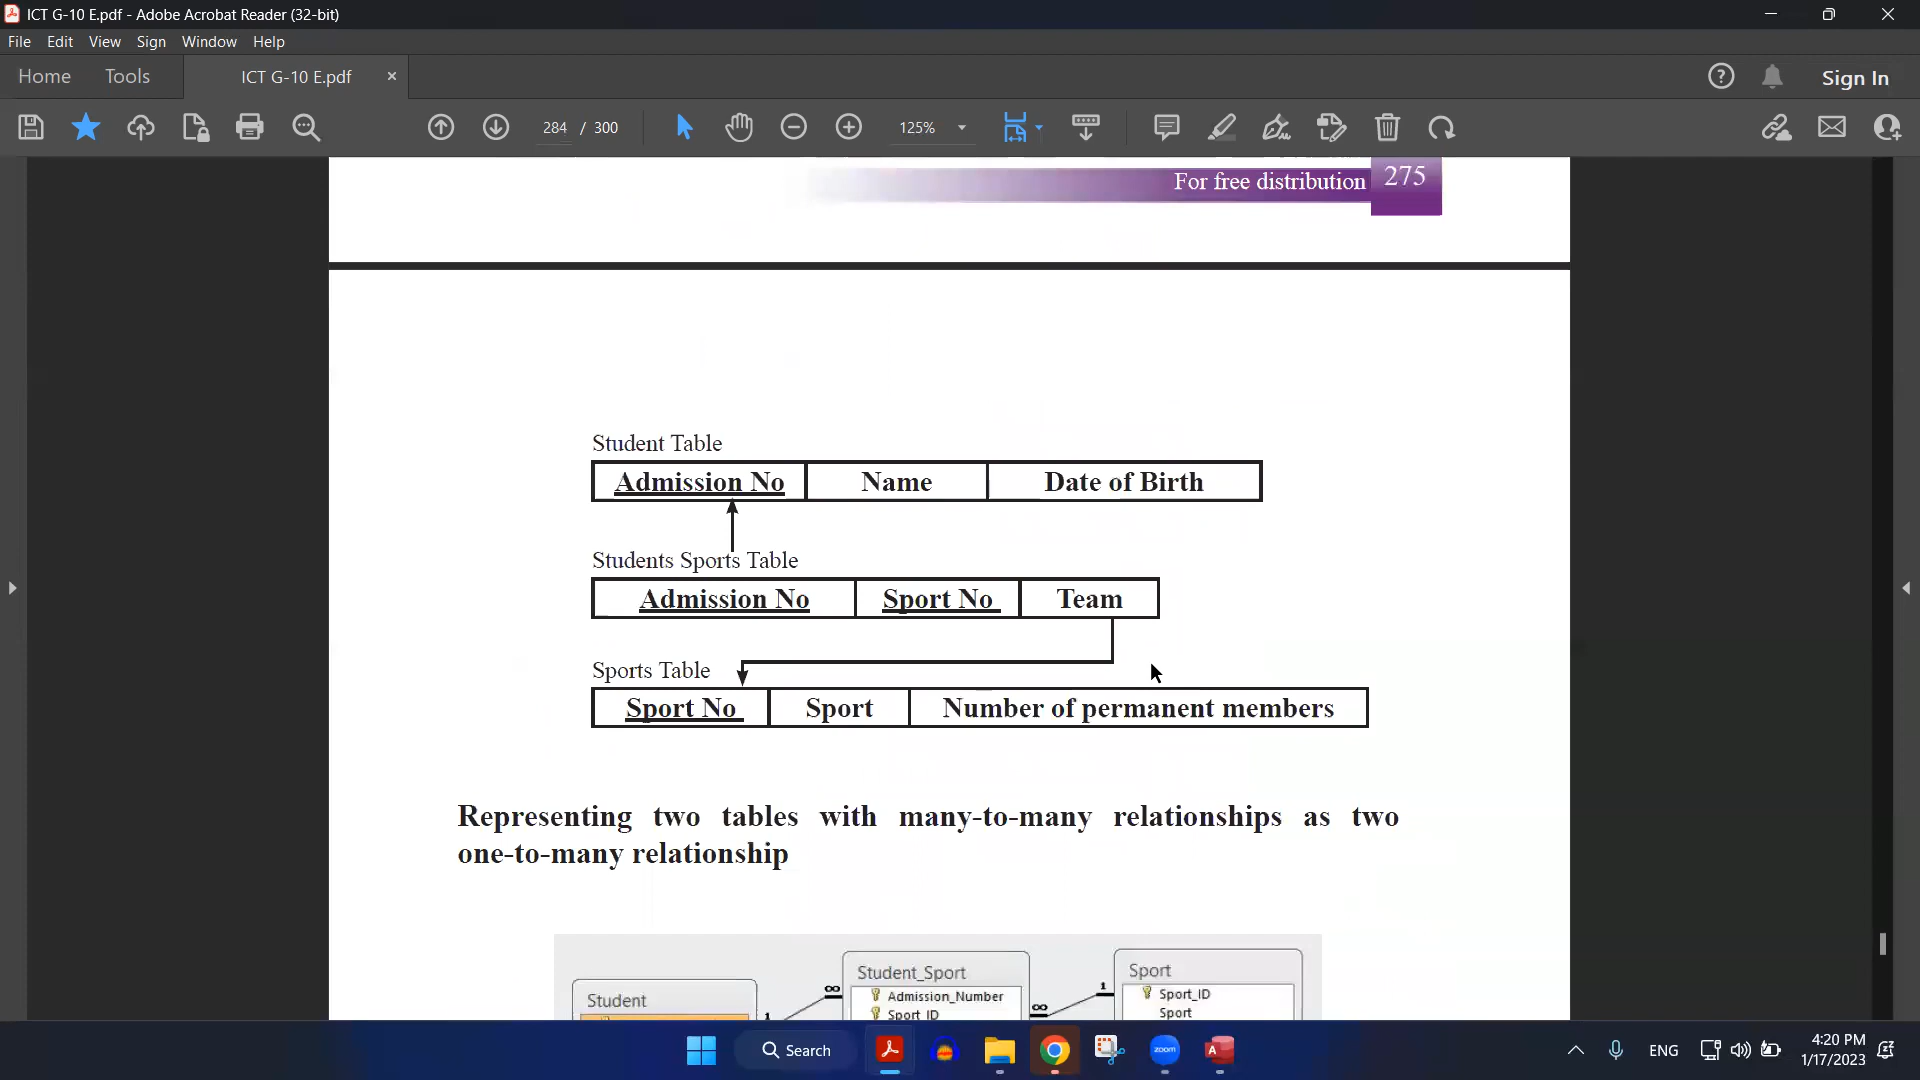 ICT G-10 E.pdf - Adobe Acrobat Reader (32-bit)
File Edit View Sign Window Help
Home Tools ICT G-10 E.pdf × Sign In
284 / 300 125%
For free distribution 275
Student Table
Admission No Name Date of Birth
Students Sports Table
Admission No Sport No Team
Sports Table
Sport No Sport Number of permanent members
Representing two tables with many-to-many relationships as two
one-to-many relationship
Student_Sport Sport
Student ∞ Admission_Number 1 Sport_ID
1 Sport_ID ∞ Sport
Search zoom ENG 4:20 PM
1/17/2023